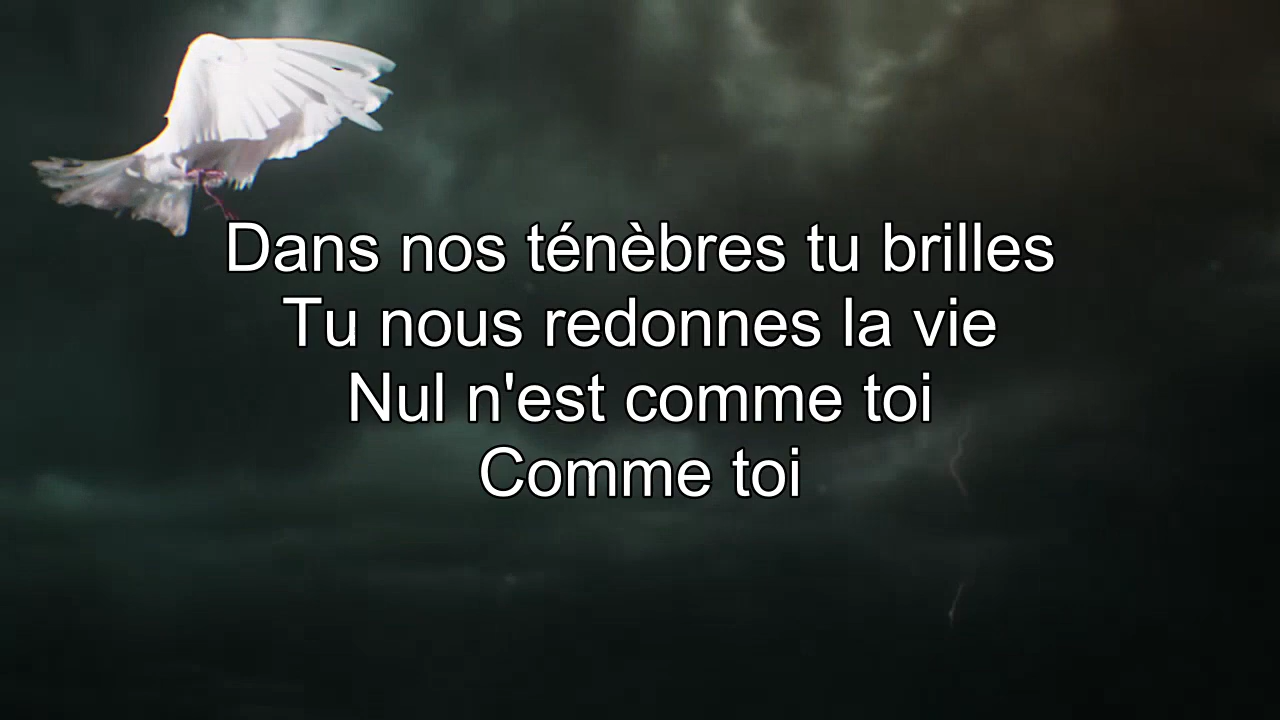 Dans nos ténèbres tu brilles
Tu nous redonnes la vie
Nul n'est comme toi
Comme toi